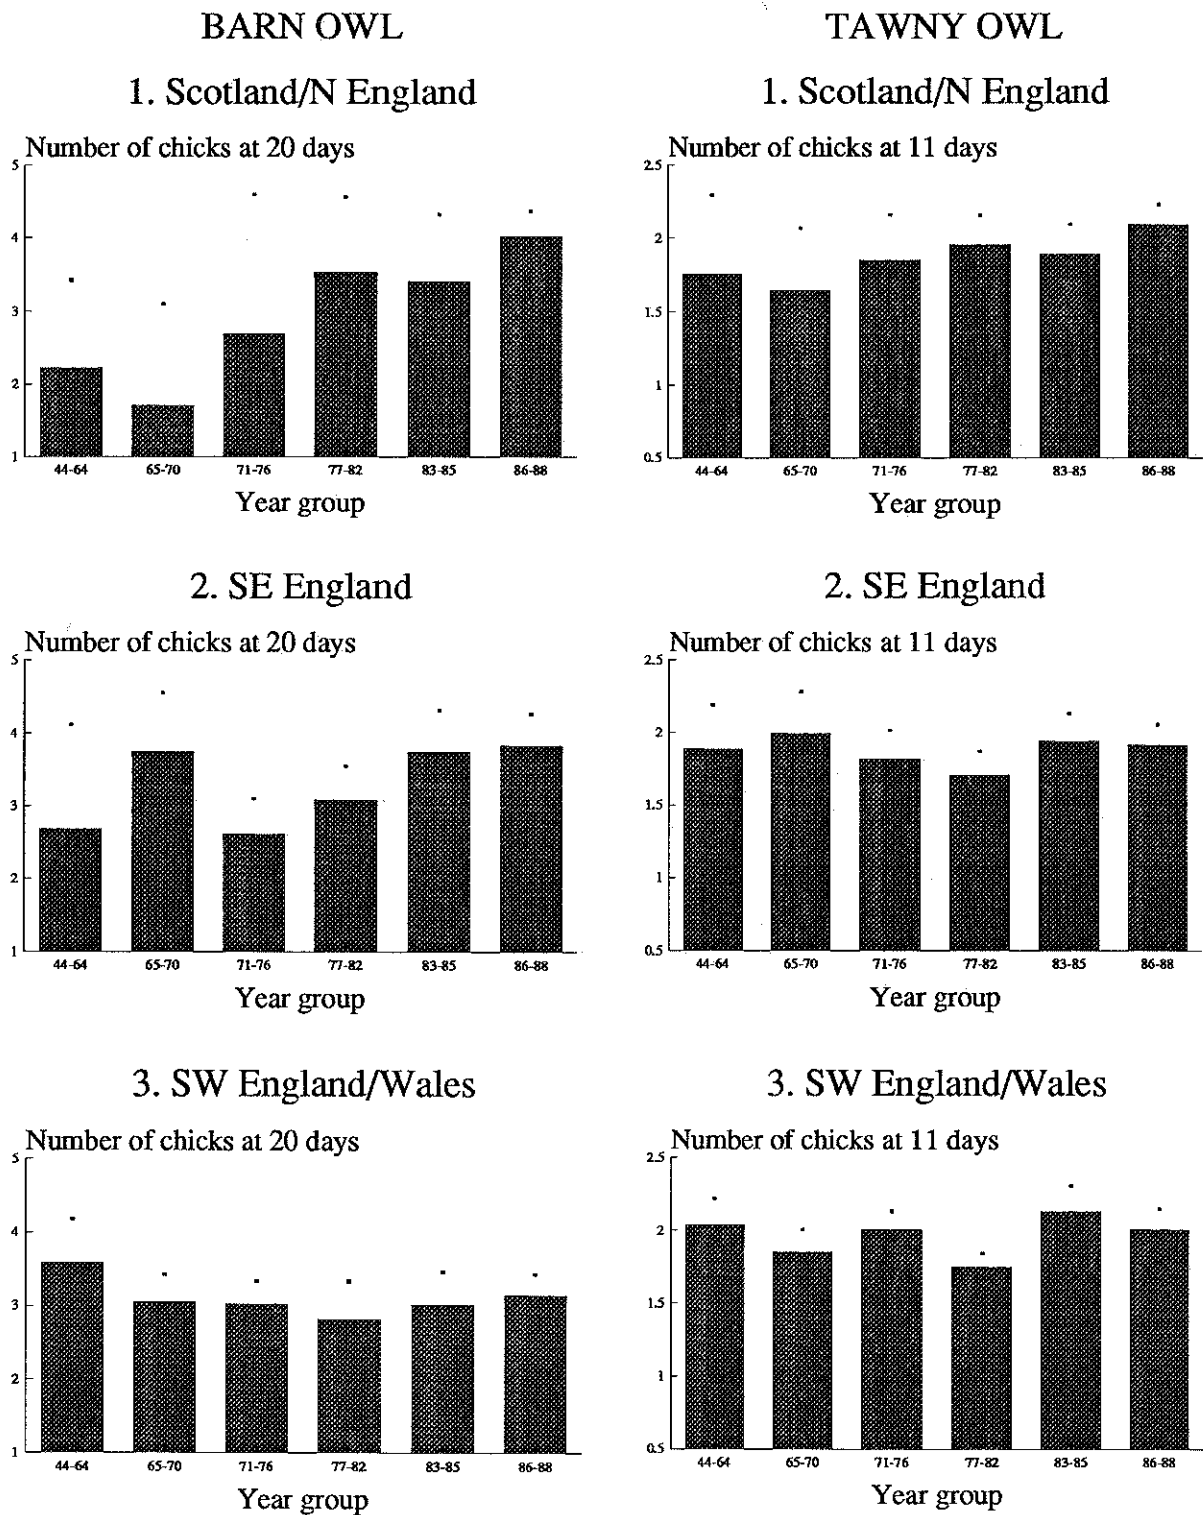 BARN OWL
TAWNY OWL
1. Scotland/N England
Number of chicks at 20 days
5
4
3
2
1
44-64 65-70 71-76 77-82 83-85 86-88
Year group
1. Scotland/N England
Number of chicks at 11 days
2.5
2
1.5
1
0.5
44-64 65-70 71-76 77-82 83-85 86-88
Year group
2. SE England
Number of chicks at 20 days
5
4
3
2
1
44-64 65-70 71-76 77-82 83-85 86-88
Year group
2. SE England
Number of chicks at 11 days
2.5
2
1.5
1
0.5
44-64 65-70 71-76 77-82 83-85 86-88
Year group
3. SW England/Wales
Number of chicks at 20 days
5
4
3
2
1
44-64 65-70 71-76 77-82 83-85 86-88
Year group
3. SW England/Wales
Number of chicks at 11 days
2.5
2
1.5
1
0.5
44-64 65-70 71-76 77-82 83-85 86-88
Year group